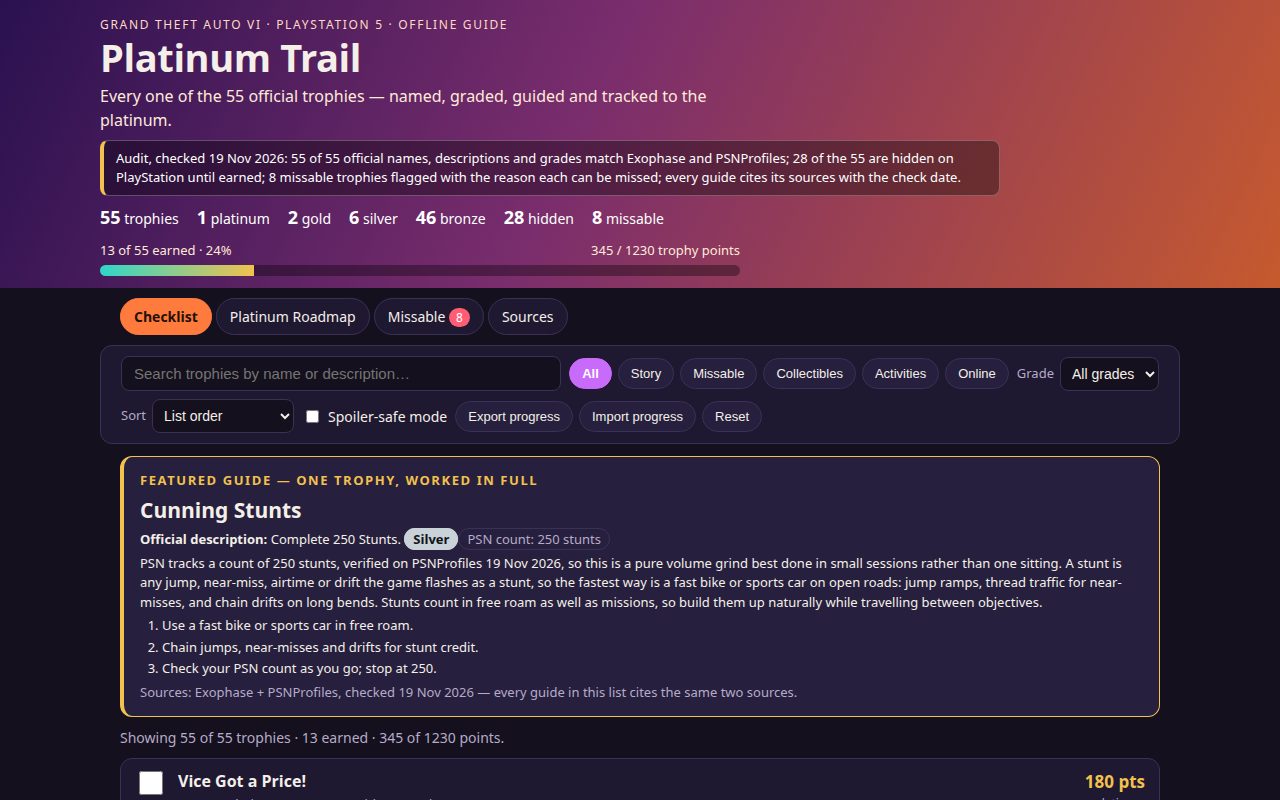 GRAND THEFT AUTO VI · PLAYSTATION 5 · OFFLINE GUIDE
Platinum Trail
Every one of the 55 official trophies — named, graded, guided and tracked to the
platinum.
Audit, checked 19 Nov 2026: 55 of 55 official names, descriptions and grades match Exophase and PSNProfiles; 28 of the 55 are hidden on
PlayStation until earned; 8 missable trophies flagged with the reason each can be missed; every guide cites its sources with the check date.
55 trophies 1 platinum 2 gold 6 silver 46 bronze 28 hidden 8 missable
13 of 55 earned · 24% 345 / 1230 trophy points
Checklist Platinum Roadmap Missable 8 Sources
Search trophies by name or description… All Story Missable Collectibles Activities Online Grade All grades
Sort List order Spoiler-safe mode Export progress Import progress Reset
FEATURED GUIDE — ONE TROPHY, WORKED IN FULL
Cunning Stunts
Official description: Complete 250 Stunts. Silver PSN count: 250 stunts
PSN tracks a count of 250 stunts, verified on PSNProfiles 19 Nov 2026, so this is a pure volume grind best done in small sessions rather than one sitting. A stunt is
any jump, near-miss, airtime or drift the game flashes as a stunt, so the fastest way is a fast bike or sports car on open roads: jump ramps, thread traffic for near-
misses, and chain drifts on long bends. Stunts count in free roam as well as missions, so build them up naturally while travelling between objectives.
1. Use a fast bike or sports car in free roam.
2. Chain jumps, near-misses and drifts for stunt credit.
3. Check your PSN count as you go; stop at 250.
Sources: Exophase + PSNProfiles, checked 19 Nov 2026 — every guide in this list cites the same two sources.
Showing 55 of 55 trophies · 13 earned · 345 of 1230 points.
Vice Got a Price! 180 pts